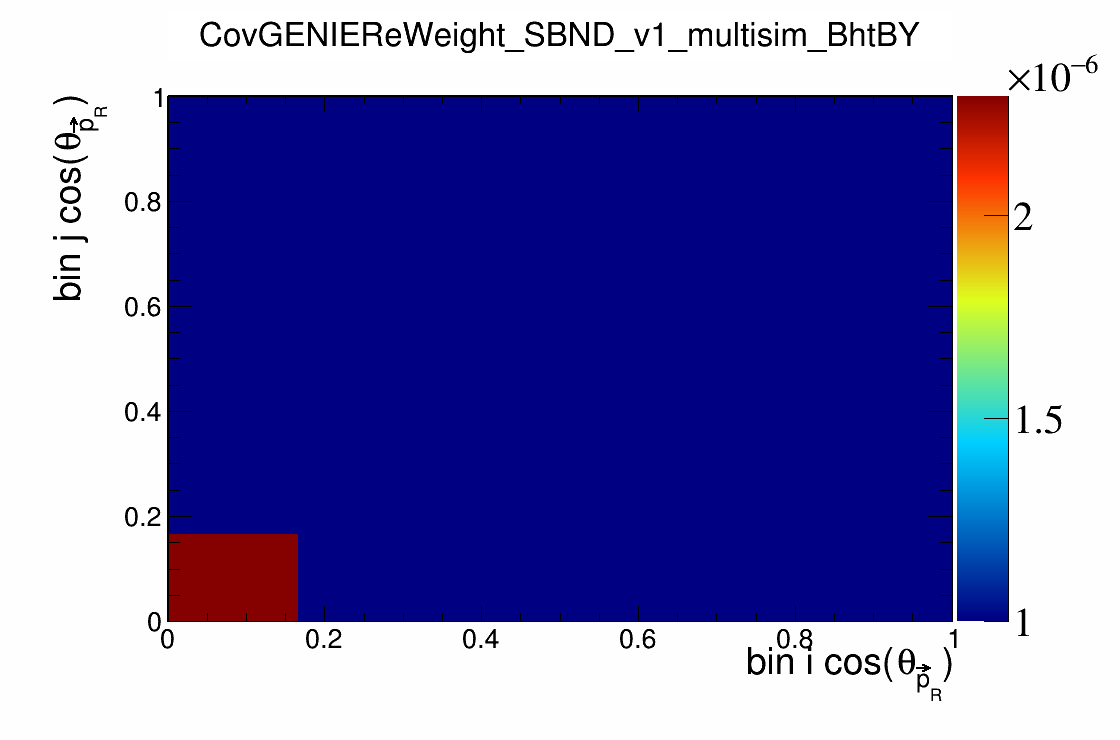 CovGENIEReWeight_SBND_v1_multisim_BhtBY
×10⁻⁶
bin j cos(θ_p⃗_R)
1
0.8
0.6
0.4
0.2
0
0 0.2 0.4 0.6 0.8 1
bin i cos(θ_p⃗_R)
2
1.5
1